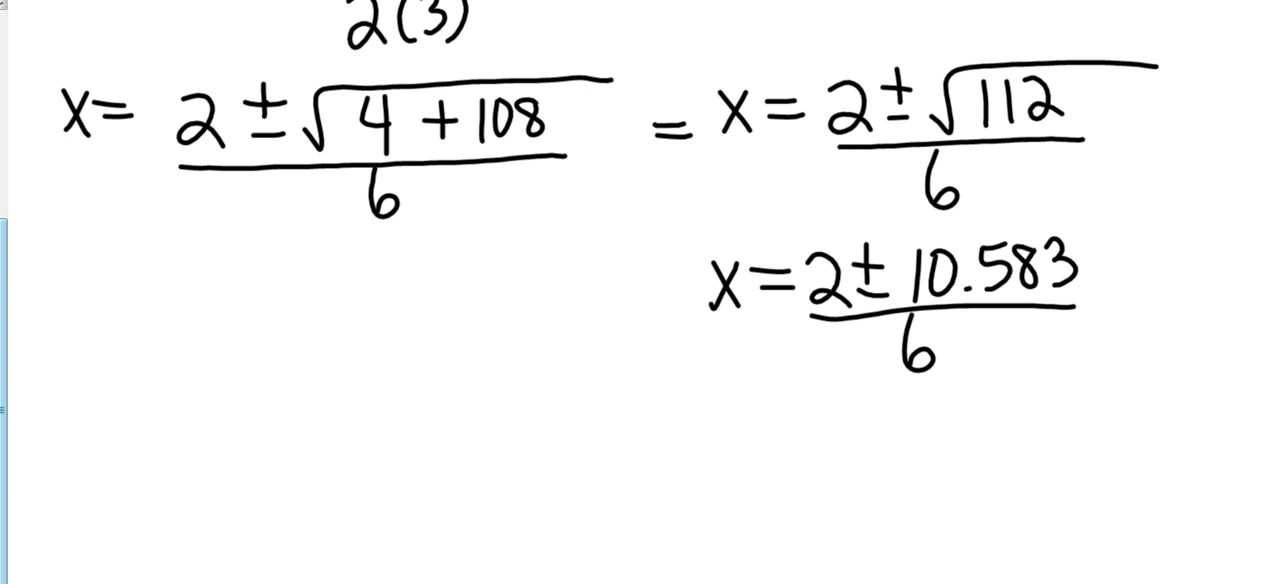 2(3)
x = 2 ± √4 + 108 / 6 = x = 2 ± √112 / 6
x = 2 ± 10.583 / 6